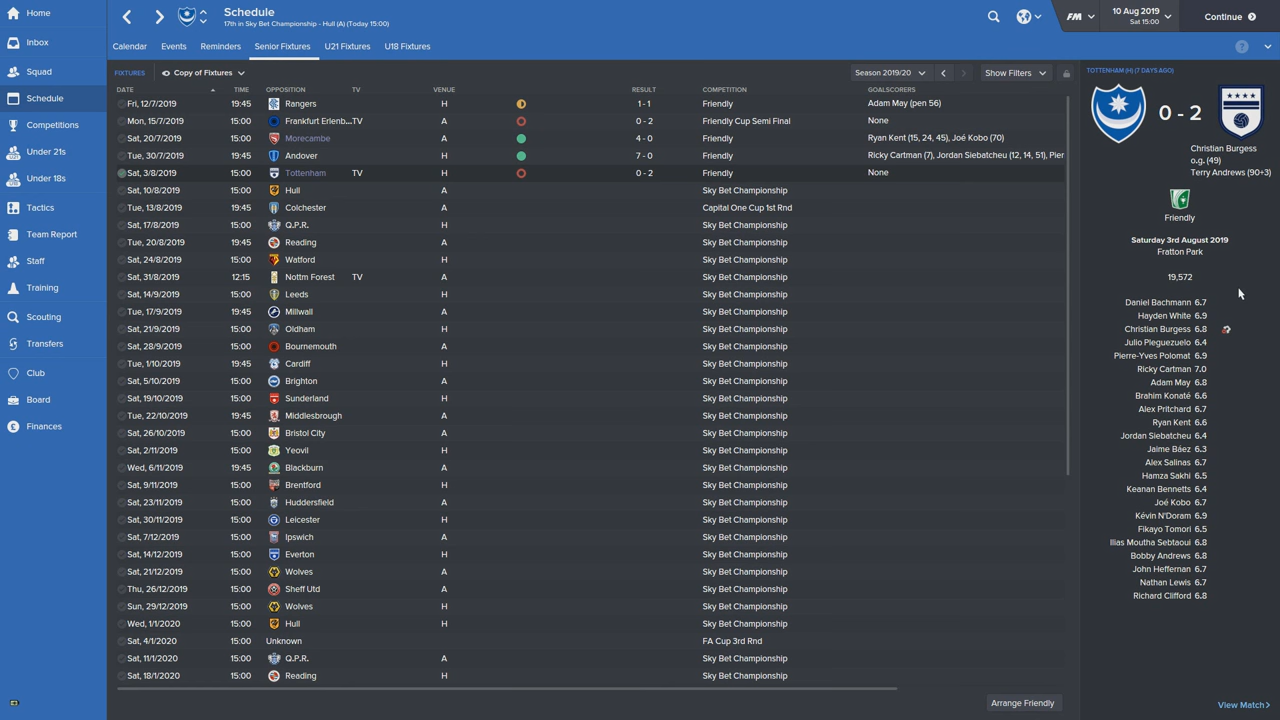 Home
Inbox
Squad
Schedule
Competitions
Under 21s
Under 18s
Tactics
Team Report
Staff
Training
Scouting
Transfers
Club
Board
Finances
Schedule
17th in Sky Bet Championship - Hull (A) (Today 15:00)
FM
10 Aug 2019
Sat 15:00
Continue
Calendar Events Reminders Senior Fixtures U21 Fixtures U18 Fixtures
FIXTURES Copy of Fixtures Season 2019/20 Show Filters
DATE TIME OPPOSITION TV VENUE RESULT COMPETITION GOALSCORERS
Fri, 12/7/2019 19:45 Rangers H 1 - 1 Friendly Adam May (pen 56)
Mon, 15/7/2019 15:00 Frankfurt Erlenb... TV H 0 - 2 Friendly Cup Semi Final None
Sat, 20/7/2019 15:00 Morecambe A 4 - 0 Friendly Ryan Kent (15, 24, 45), Joé Kobo (70)
Tue, 30/7/2019 19:45 Andover H 7 - 0 Friendly Ricky Cartman (7), Jordan Siebatcheu (12, 14, 51), Pier
Sat, 3/8/2019 15:00 Tottenham TV H 0 - 2 Friendly None
Sat, 10/8/2019 15:00 Hull A Sky Bet Championship
Tue, 13/8/2019 19:45 Colchester A Capital One Cup 1st Rnd
Sat, 17/8/2019 15:00 Q.P.R. H Sky Bet Championship
Tue, 20/8/2019 19:45 Reading A Sky Bet Championship
Sat, 24/8/2019 15:00 Watford H Sky Bet Championship
Sat, 31/8/2019 12:15 Nottm Forest TV A Sky Bet Championship
Sat, 14/9/2019 15:00 Leeds H Sky Bet Championship
Tue, 17/9/2019 19:45 Millwall A Sky Bet Championship
Sat, 21/9/2019 15:00 Oldham H Sky Bet Championship
Sat, 28/9/2019 15:00 Bournemouth A Sky Bet Championship
Tue, 1/10/2019 19:45 Cardiff H Sky Bet Championship
Sat, 5/10/2019 15:00 Brighton A Sky Bet Championship
Sat, 19/10/2019 15:00 Sunderland H Sky Bet Championship
Tue, 22/10/2019 19:45 Middlesbrough A Sky Bet Championship
Sat, 26/10/2019 15:00 Bristol City A Sky Bet Championship
Sat, 2/11/2019 15:00 Yeovil H Sky Bet Championship
Wed, 6/11/2019 19:45 Blackburn A Sky Bet Championship
Sat, 9/11/2019 15:00 Brentford H Sky Bet Championship
Sat, 23/11/2019 15:00 Huddersfield A Sky Bet Championship
Sat, 30/11/2019 15:00 Leicester H Sky Bet Championship
Sat, 7/12/2019 15:00 Ipswich A Sky Bet Championship
Sat, 14/12/2019 15:00 Everton H Sky Bet Championship
Sat, 21/12/2019 15:00 Wolves A Sky Bet Championship
Thu, 26/12/2019 15:00 Sheff Utd A Sky Bet Championship
Sun, 29/12/2019 15:00 Wolves H Sky Bet Championship
Wed, 1/1/2020 15:00 Hull H Sky Bet Championship
Sat, 4/1/2020 15:00 Unknown FA Cup 3rd Rnd
Sat, 11/1/2020 15:00 Q.P.R. A Sky Bet Championship
Sat, 18/1/2020 15:00 Reading H Sky Bet Championship
Arrange Friendly
TOTTENHAM (H) (7 DAYS AGO)
0 - 2
Christian Burgess
o.g. (49)
Terry Andrews (90+3)
Friendly
Saturday 3rd August 2019
Fratton Park
19,572
Daniel Bachmann 6.7
Hayden White 6.9
Christian Burgess 6.8
Julio Pleguezuelo 6.4
Pierre-Yves Polomat 6.9
Ricky Cartman 7.0
Adam May 6.8
Brahim Konaté 6.6
Alex Pritchard 6.7
Ryan Kent 6.6
Jordan Siebatcheu 6.4
Jaime Báez 6.3
Alex Salinas 6.7
Hamza Sakhi 6.5
Keanan Bennetts 6.4
Joé Kobo 6.7
Kévin N'Doram 6.9
Fikayo Tomori 6.5
Ilias Moutha Sebtaoui 6.8
Bobby Andrews 6.8
John Heffernan 6.7
Nathan Lewis 6.7
Richard Clifford 6.8
View Match